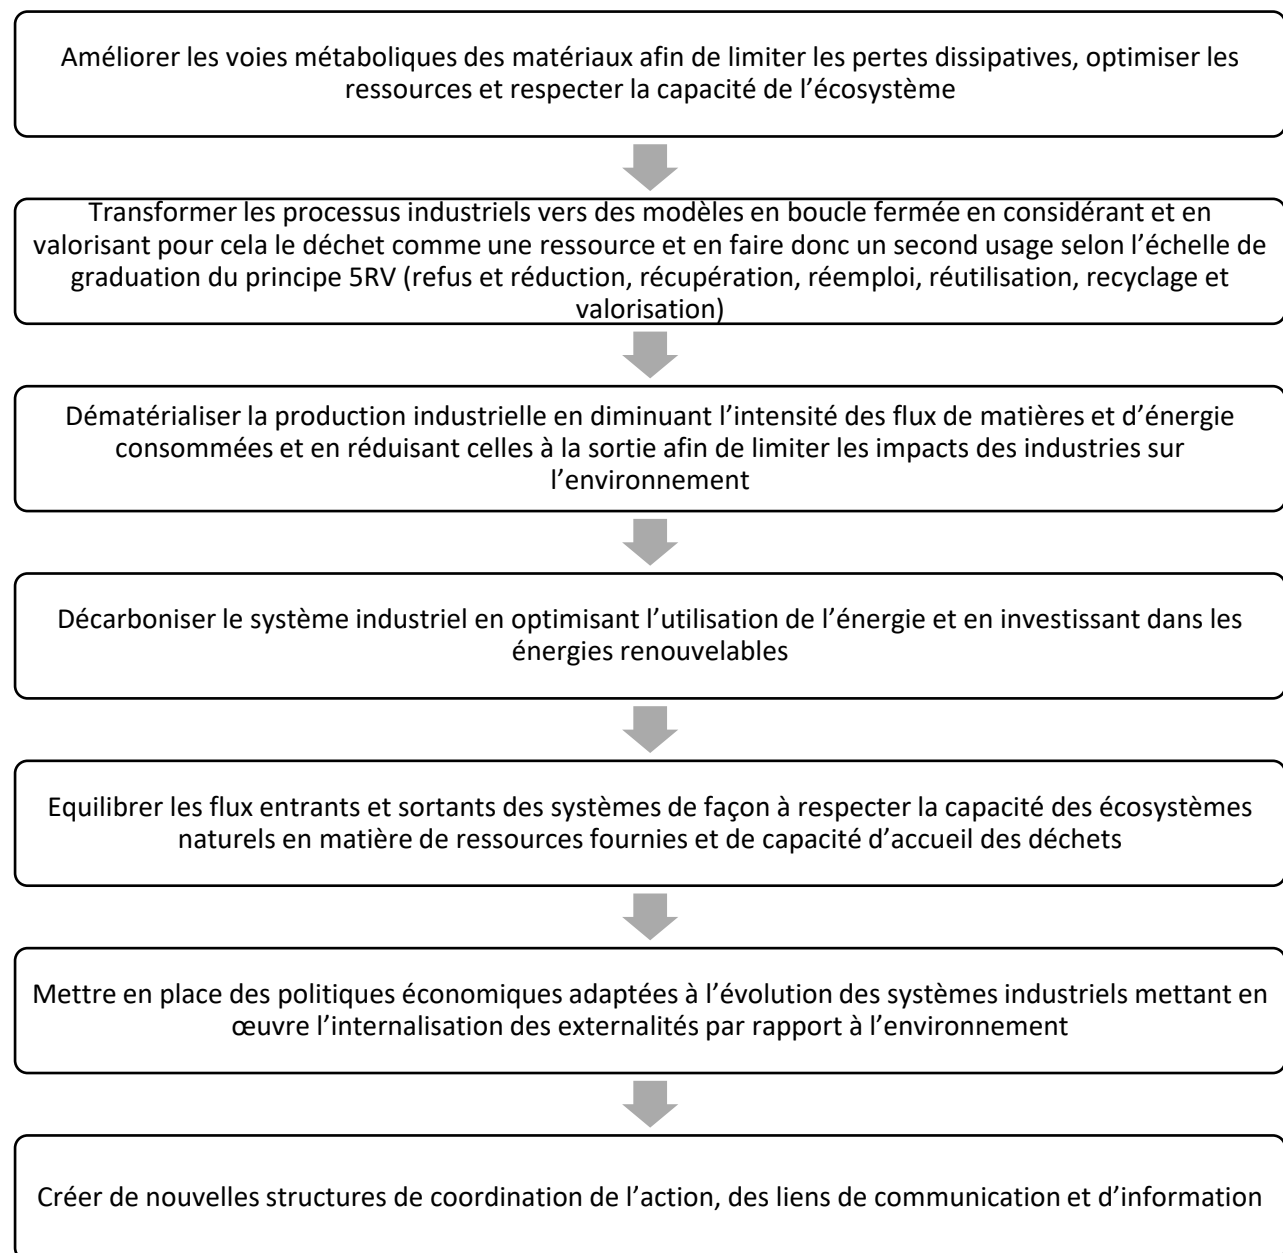 Améliorer les voies métaboliques des matériaux afin de limiter les pertes dissipatives, optimiser les
ressources et respecter la capacité de l’écosystème
Transformer les processus industriels vers des modèles en boucle fermée en considérant et en
valorisant pour cela le déchet comme une ressource et en faire donc un second usage selon l’échelle de
graduation du principe 5RV (refus et réduction, récupération, réemploi, réutilisation, recyclage et
valorisation)
Dématérialiser la production industrielle en diminuant l’intensité des flux de matières et d’énergie
consommées et en réduisant celles à la sortie afin de limiter les impacts des industries sur
l’environnement
Décarboniser le système industriel en optimisant l’utilisation de l’énergie et en investissant dans les
énergies renouvelables
Equilibrer les flux entrants et sortants des systèmes de façon à respecter la capacité des écosystèmes
naturels en matière de ressources fournies et de capacité d’accueil des déchets
Mettre en place des politiques économiques adaptées à l’évolution des systèmes industriels mettant en
œuvre l’internalisation des externalités par rapport à l’environnement
Créer de nouvelles structures de coordination de l’action, des liens de communication et d’information